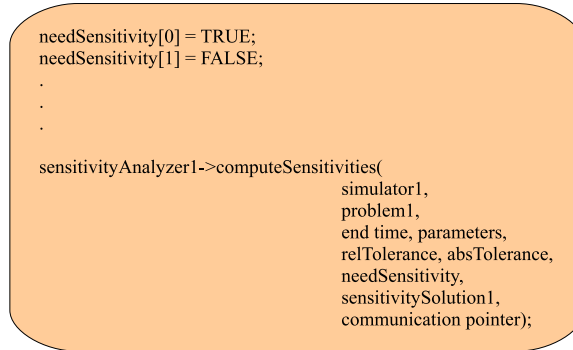 needSensitivity[0] = TRUE;
needSensitivity[1] = FALSE;
.
.
.
sensitivityAnalyzer1->computeSensitivities(
simulator1,
problem1,
end time, parameters,
relTolerance, absTolerance,
needSensitivity,
sensitivitySolution1,
communication pointer);